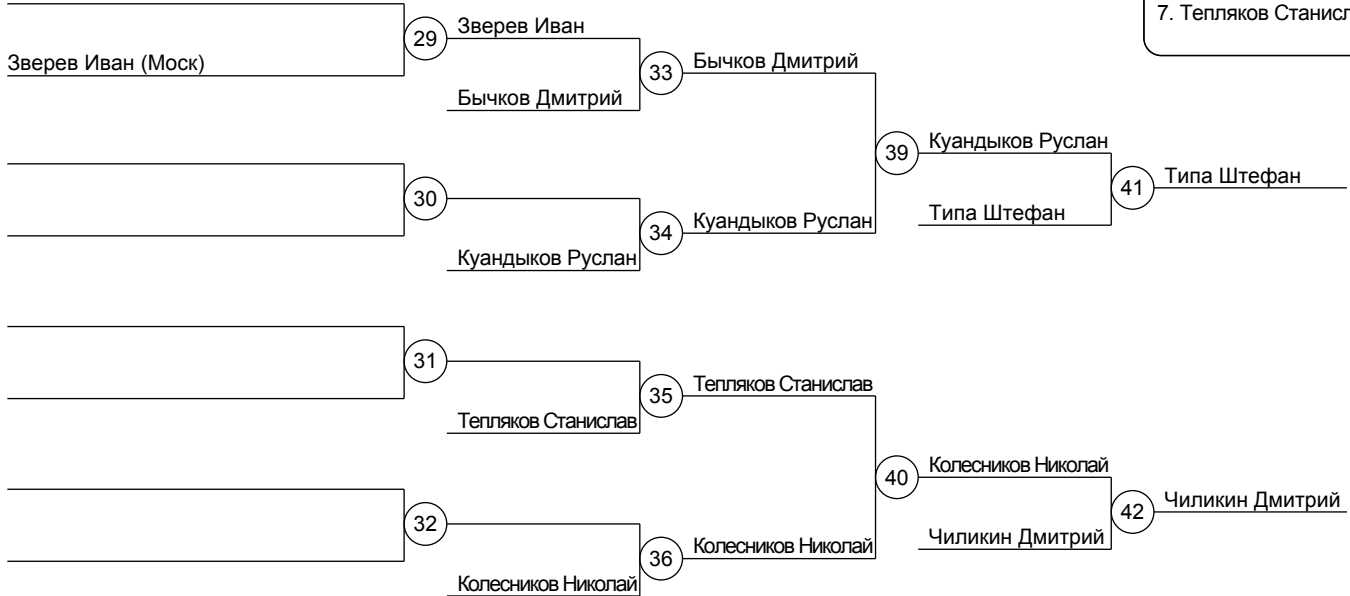 7. Тепляков Станисл
29
Зверев Иван
Зверев Иван (Моск)
33
Бычков Дмитрий
Бычков Дмитрий
39
Куандыков Руслан
41
Типа Штефан
30
34
Куандыков Руслан
Типа Штефан
Куандыков Руслан
31
35
Тепляков Станислав
Тепляков Станислав
40
Колесников Николай
42
Чиликин Дмитрий
32
36
Колесников Николай
Чиликин Дмитрий
Колесников Николай